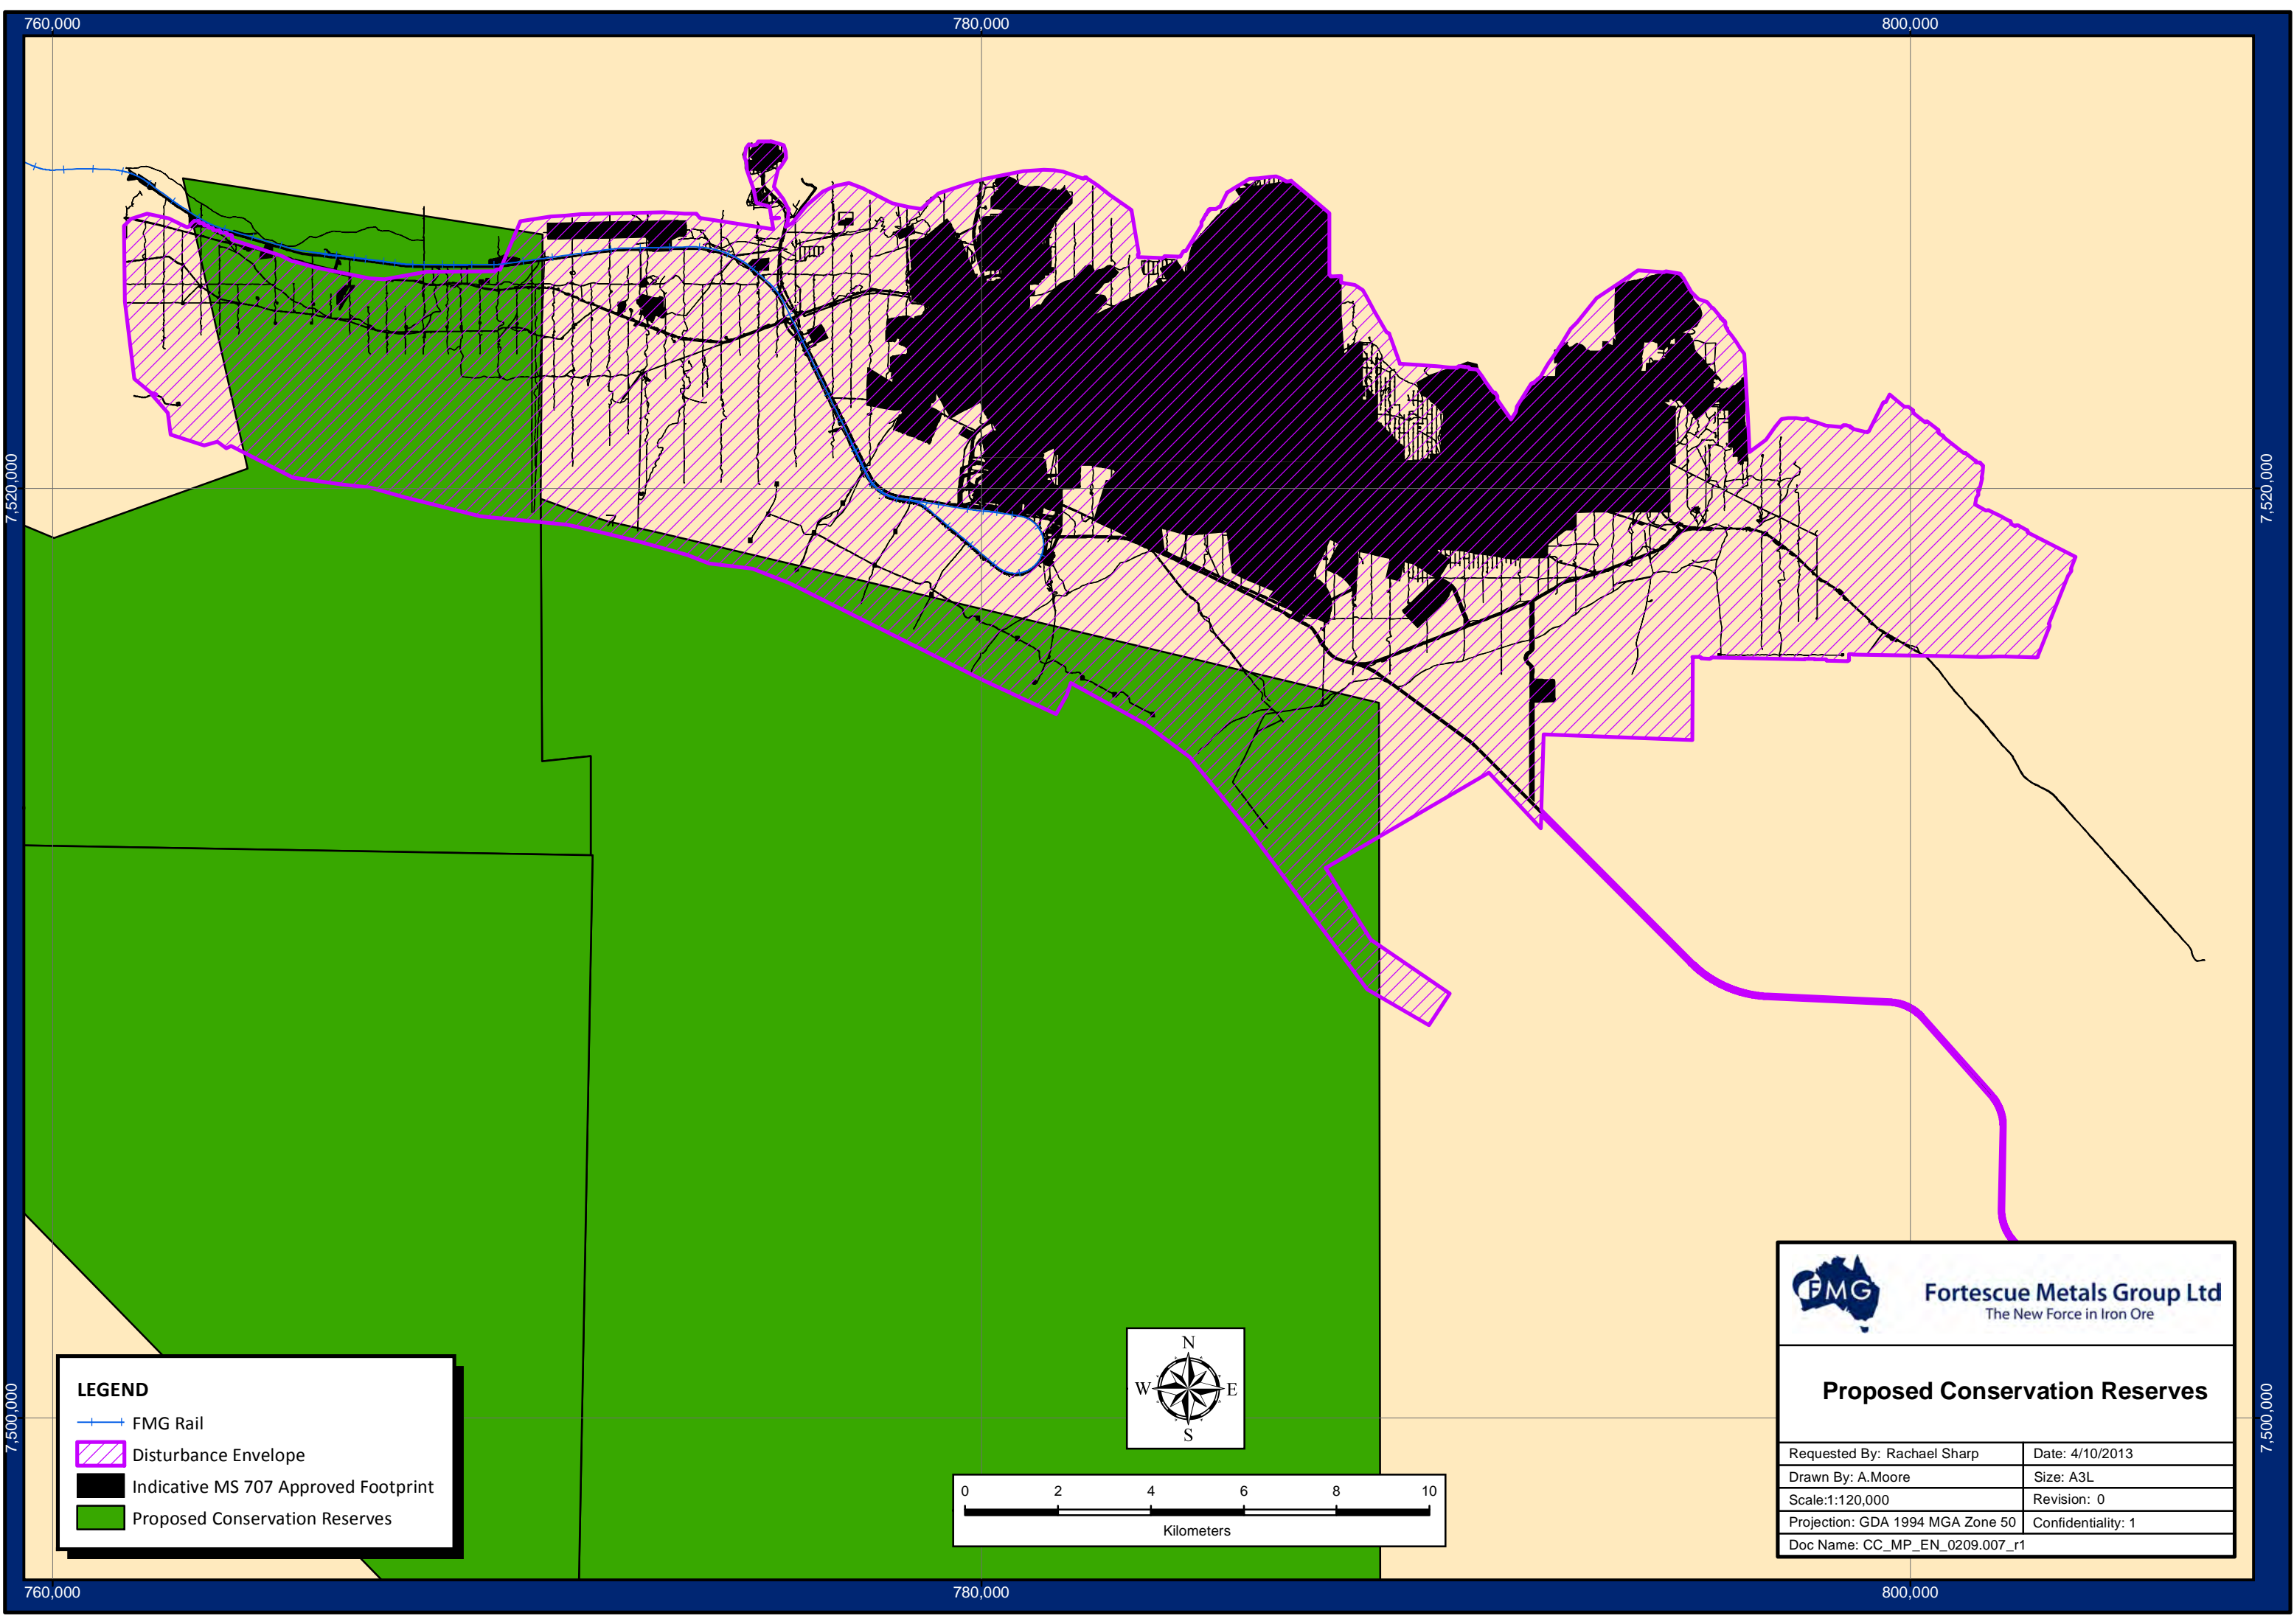 760,000
780,000
800,000
7,520,000
7,520,000
FMG
Fortescue Metals Group Ltd
The New Force in Iron Ore
Proposed Conservation Reserves
Requested By: Rachael Sharp
Date: 4/10/2013
Drawn By: A.Moore
Size: A3L
Scale:1:120,000
Revision: 0
Projection: GDA 1994 MGA Zone 50
Confidentiality: 1
Doc Name: CC_MP_EN_0209.007_r1
N
W
E
S
LEGEND
FMG Rail
Disturbance Envelope
Indicative MS 707 Approved Footprint
Proposed Conservation Reserves
0 2 4 6 8 10
Kilometers
7,500,000
7,500,000
760,000
780,000
800,000